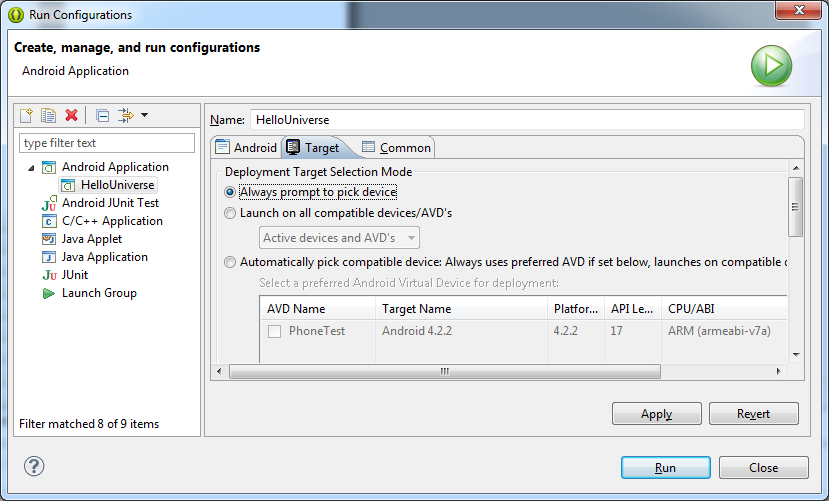 Run Configurations
Create, manage, and run configurations
Android Application
type filter text
Android Application
HelloUniverse
Android JUnit Test
C/C++ Application
Java Applet
Java Application
JUnit
Launch Group
Filter matched 8 of 9 items
Name: HelloUniverse
Android Target Common
Deployment Target Selection Mode
Always prompt to pick device
Launch on all compatible devices/AVD's
Active devices and AVD's
Automatically pick compatible device: Always uses preferred AVD if set below, launches on compatible
Select a preferred Android Virtual Device for deployment:
AVD Name Target Name Platfor... API Le... CPU/ABI
PhoneTest Android 4.2.2 4.2.2 17 ARM (armeabi-v7a)
Apply Revert
Run Close